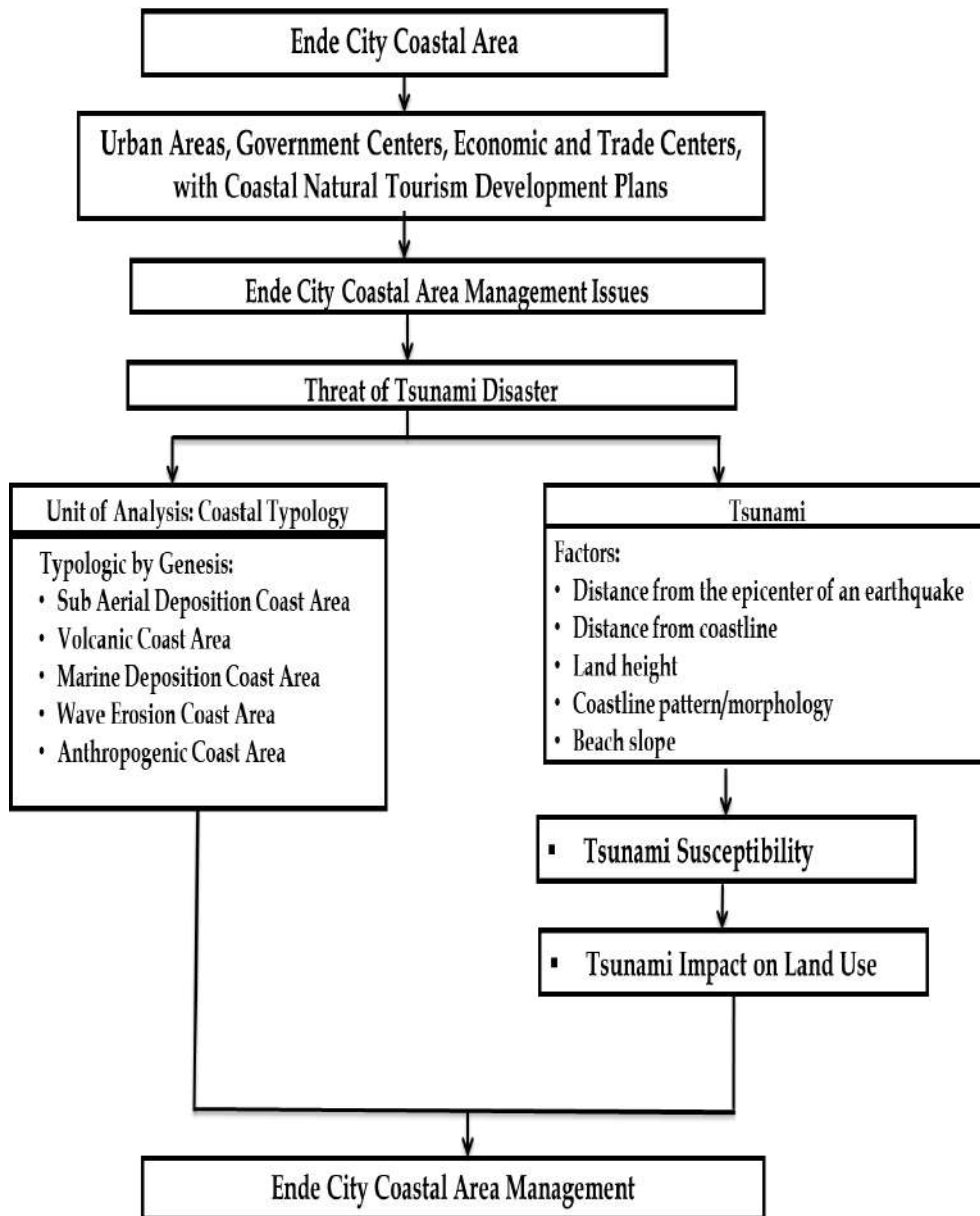 Ende City Coastal Area
Urban Areas, Government Centers, Economic and Trade Centers,
with Coastal Natural Tourism Development Plans
Ende City Coastal Area Management Issues
Threat of Tsunami Disaster
Unit of Analysis: Coastal Typology
Typologic by Genesis:
• Sub Aerial Deposition Coast Area
• Volcanic Coast Area
• Marine Deposition Coast Area
• Wave Erosion Coast Area
• Anthropogenic Coast Area
Tsunami
Factors:
• Distance from the epicenter of an earthquake
• Distance from coastline
• Land height
• Coastline pattern/morphology
• Beach slope
▪ Tsunami Susceptibility
▪ Tsunami Impact on Land Use
Ende City Coastal Area Management